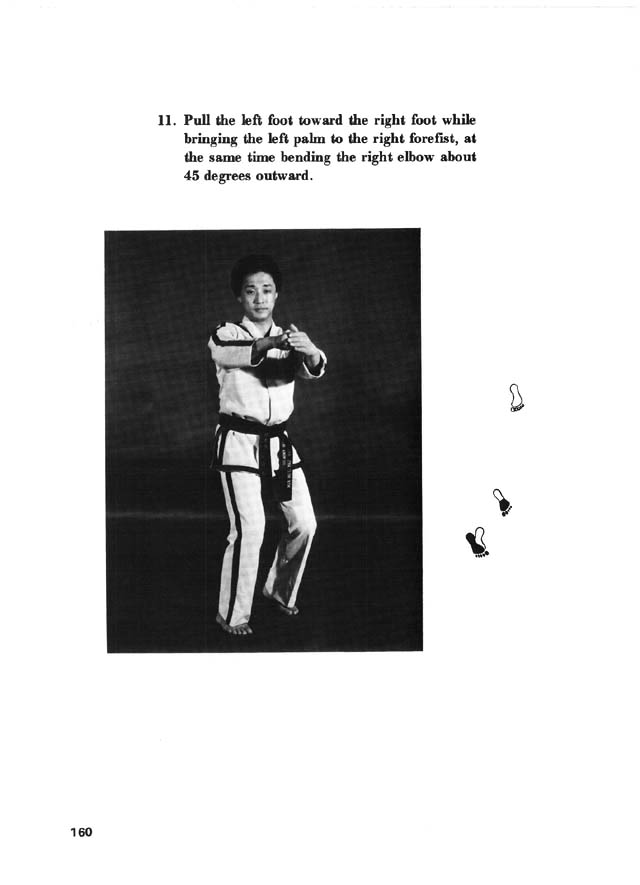 11. Pull the left foot toward the right foot while
bringing the left palm to the right forefist, at
the same time bending the right elbow about
45 degrees outward.
160